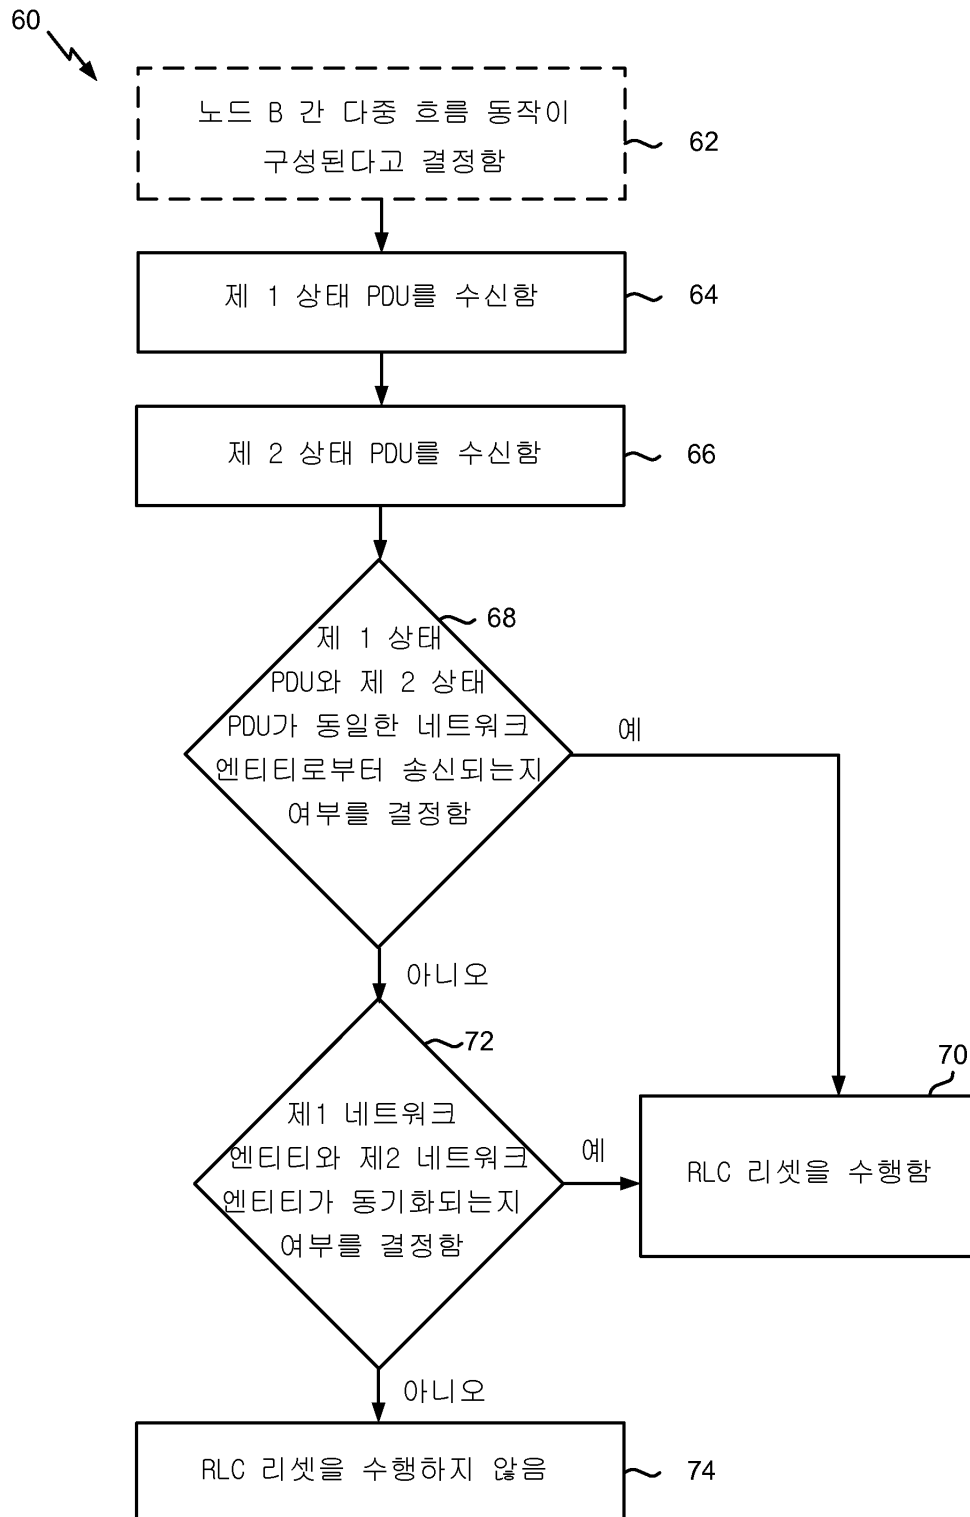 60
노드 B 간 다중 흐름 동작이
구성된다고 결정함
62
제 1 상태 PDU를 수신함
64
제 2 상태 PDU를 수신함
66
68
제 1 상태
PDU와 제 2 상태
PDU가 동일한 네트워크
엔티티로부터 송신되는지
여부를 결정함
예
아니오
72
제1 네트워크
엔티티와 제2 네트워크
엔티티가 동기화되는지
여부를 결정함
예
70
RLC 리셋을 수행함
아니오
RLC 리셋을 수행하지 않음
74